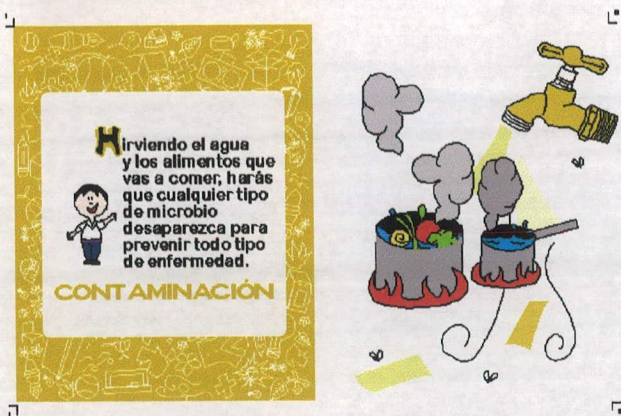 Hirviendo el agua
y los alimentos que
vas a comer, harás
que cualquier tipo
de microbio
desaparezca para
prevenir todo tipo
de enfermedad.
CONTAMINACIÓN